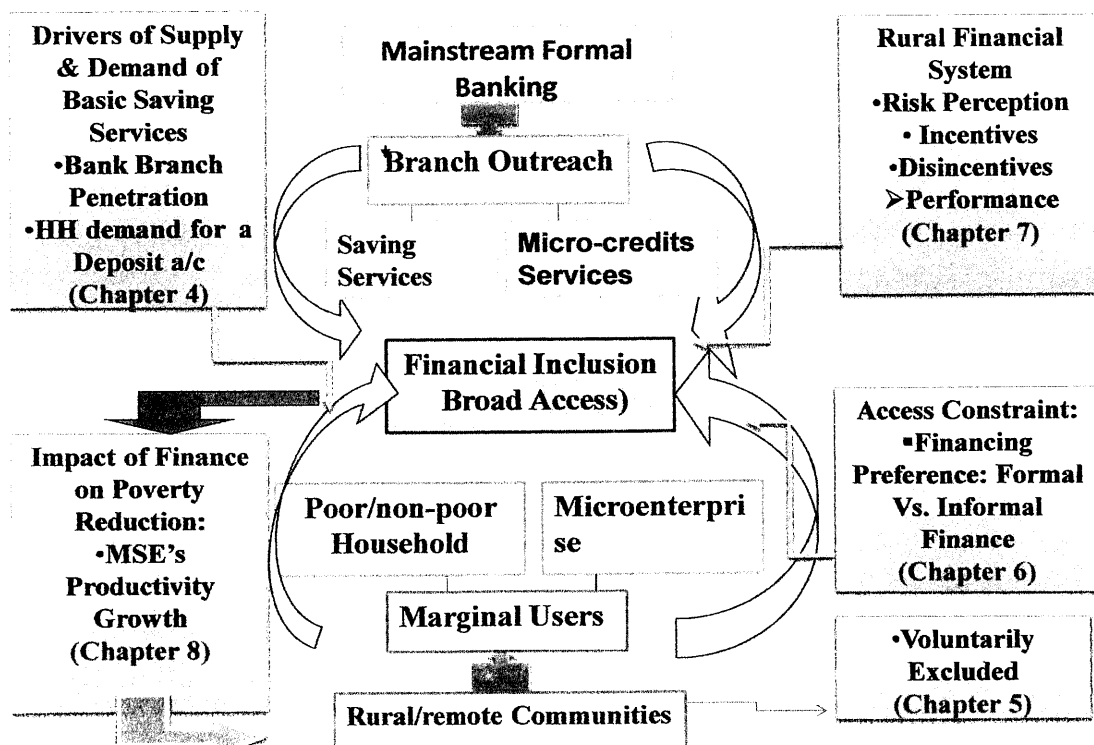 Drivers of Supply
& Demand of
Basic Saving
Services
•Bank Branch
Penetration
•HH demand for a
Deposit a/c
(Chapter 4)
Mainstream Formal
Banking
Branch Outreach
Saving
Services
Micro-credits
Services
Rural Financial
System
•Risk Perception
• Incentives
•Disincentives
➢Performance
(Chapter 7)
Financial Inclusion
Broad Access)
Impact of Finance
on Poverty
Reduction:
•MSE's
Productivity
Growth
(Chapter 8)
Poor/non-poor
Household
Microenterpri
se
Marginal Users
Rural/remote Communities
Access Constraint:
▪Financing
Preference: Formal
Vs. Informal
Finance
(Chapter 6)
•Voluntarily
Excluded
(Chapter 5)